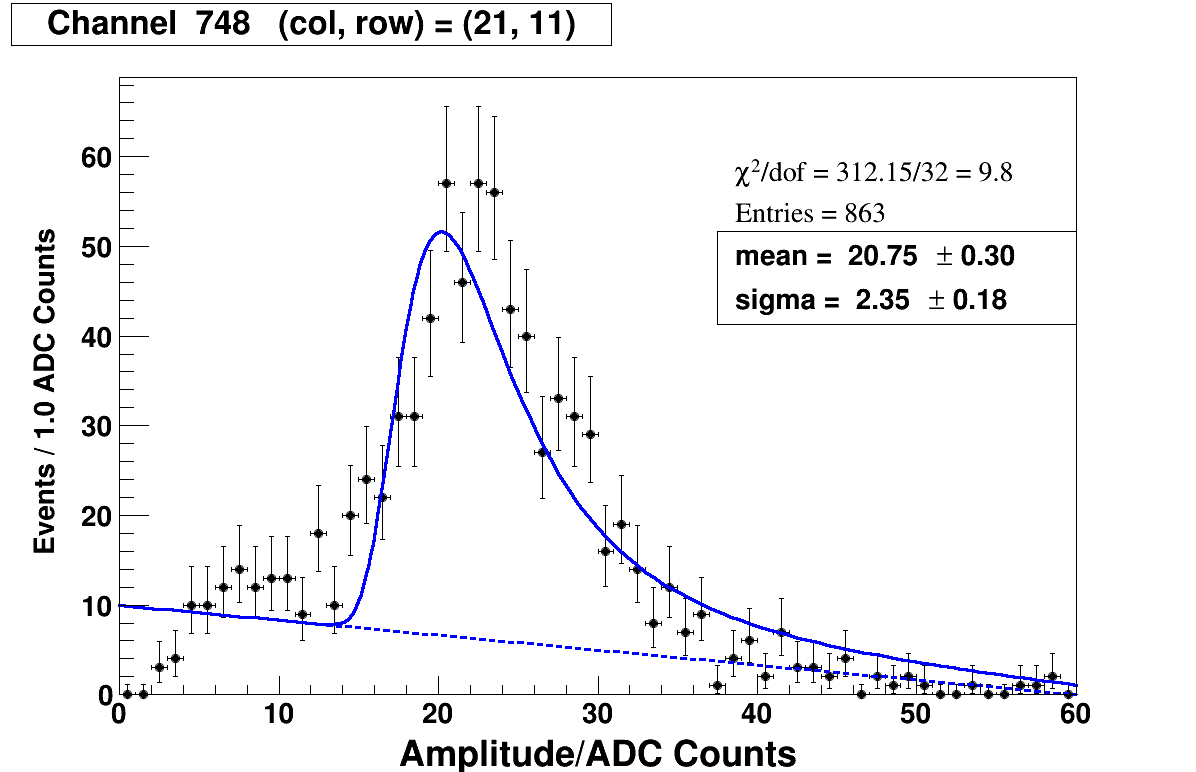 Channel 748 (col, row) = (21, 11)
χ²/dof = 312.15/32 = 9.8
Entries = 863
mean = 20.75 ± 0.30
sigma = 2.35 ± 0.18
Events / 1.0 ADC Counts
60
50
40
30
20
10
0
0 10 20 30 40 50 60
Amplitude/ADC Counts